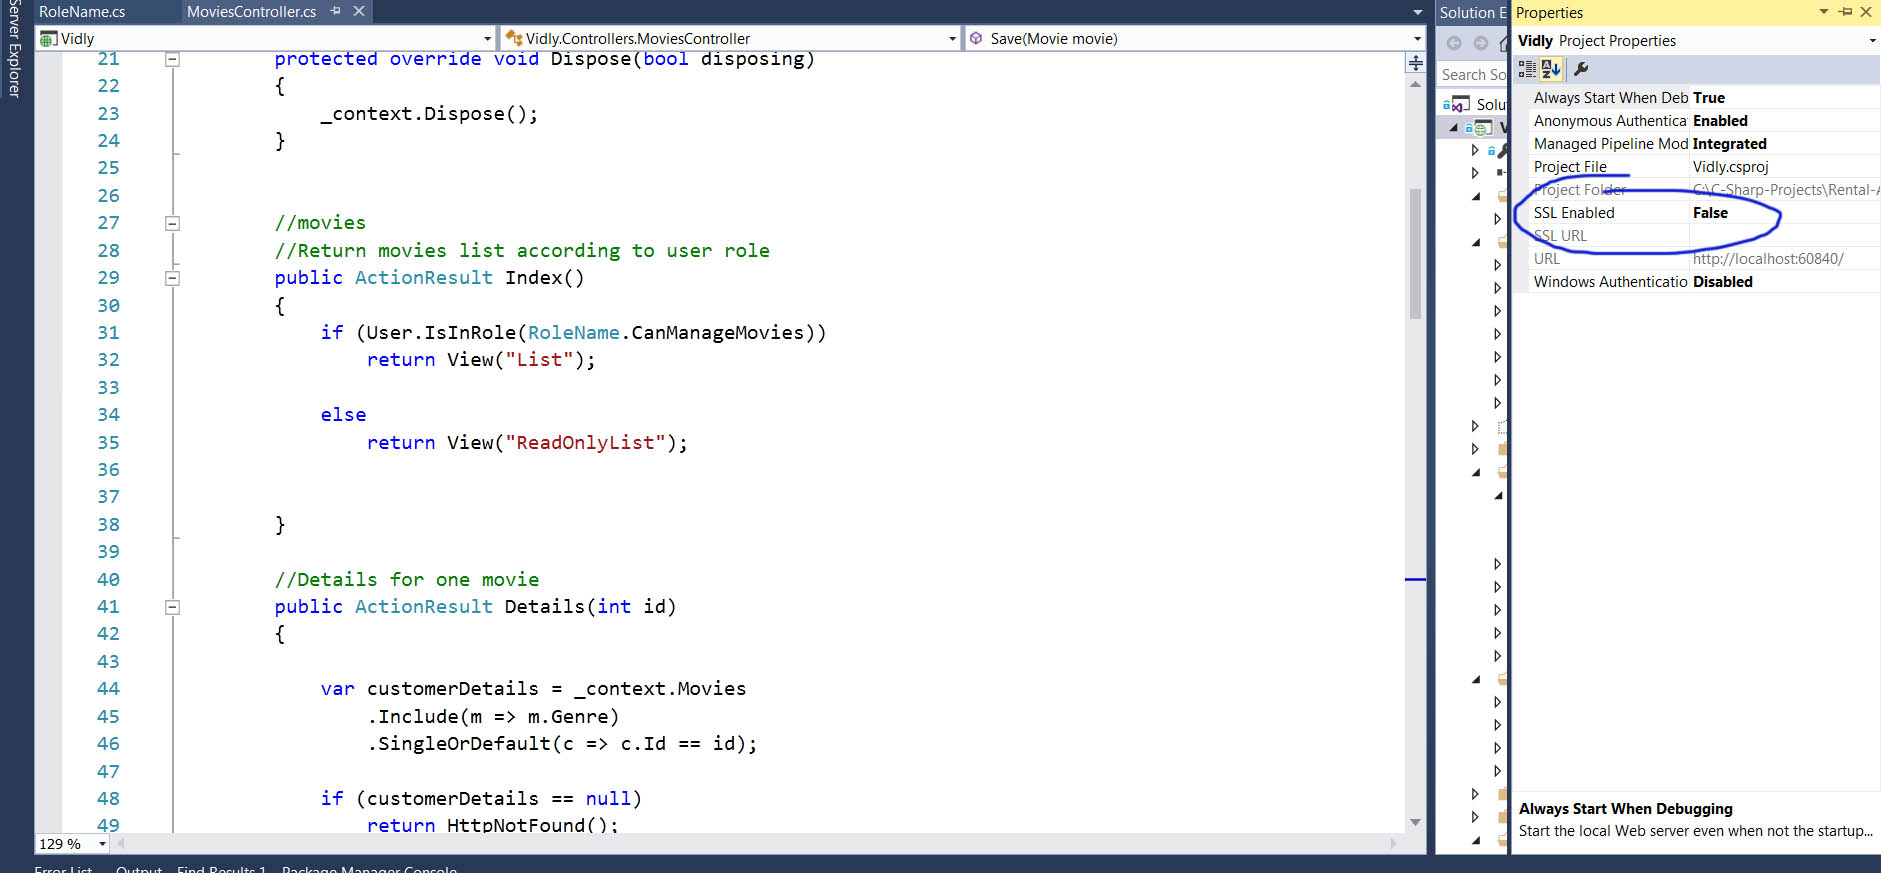 Server Explorer
RoleName.cs
MoviesController.cs
Vidly
Vidly.Controllers.MoviesController
Save(Movie movie)
21 protected override void Dispose(bool disposing)
22 {
23 _context.Dispose();
24 }
25
26
27 //movies
28 //Return movies list according to user role
29 public ActionResult Index()
30 {
31 if (User.IsInRole(RoleName.CanManageMovies))
32 return View("List");
33
34 else
35 return View("ReadOnlyList");
36
37
38 }
39
40 //Details for one movie
41 public ActionResult Details(int id)
42 {
43
44 var customerDetails = _context.Movies
45 .Include(m => m.Genre)
46 .SingleOrDefault(c => c.Id == id);
47
48 if (customerDetails == null)
49 return HttpNotFound();
129 %
Error List Output Find Results 1 Package Manager Console
Solution E
Search So
Solu
V
Properties
Vidly Project Properties
Always Start When Deb True
Anonymous Authentica Enabled
Managed Pipeline Mod Integrated
Project File Vidly.csproj
Project Folder C:\C-Sharp-Projects\Rental-A
SSL Enabled False
SSL URL
URL http://localhost:60840/
Windows Authenticatio Disabled
Always Start When Debugging
Start the local Web server even when not the startup...